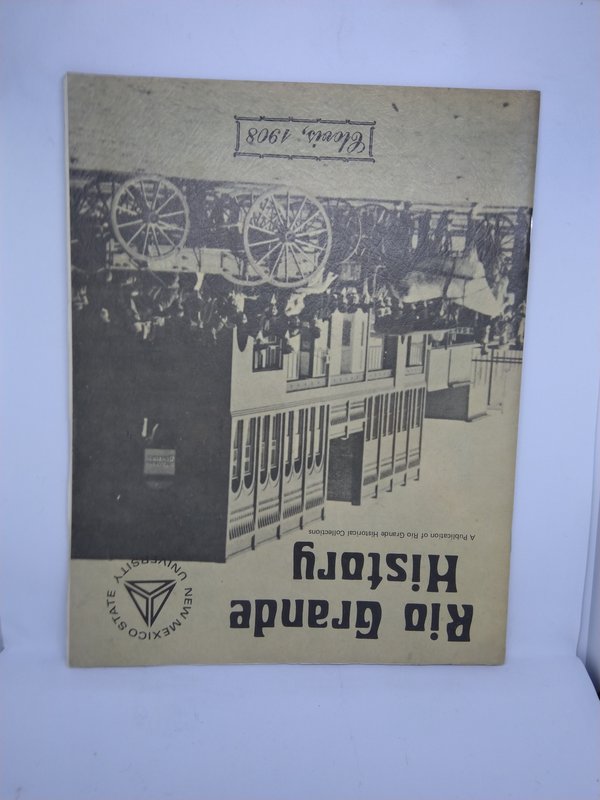 Rio Grande
History
A Publication of Rio Grande Historical Collections
NEW MEXICO STATE UNIVERSITY
Clovis, 1908